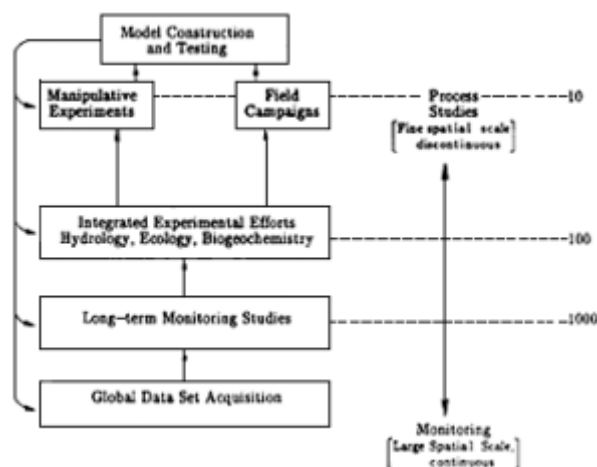 Model Construction
and Testing
Manipulative
Experiments
Field
Campaigns
Process
Studies
[Fine spatial scale
discontinuous]
10
Integrated Experimental Efforts
Hydrology, Ecology, Biogeochemistry
100
Long-term Monitoring Studies
1000
Global Data Set Acquisition
Monitoring
[Large Spatial Scale,
continuous]